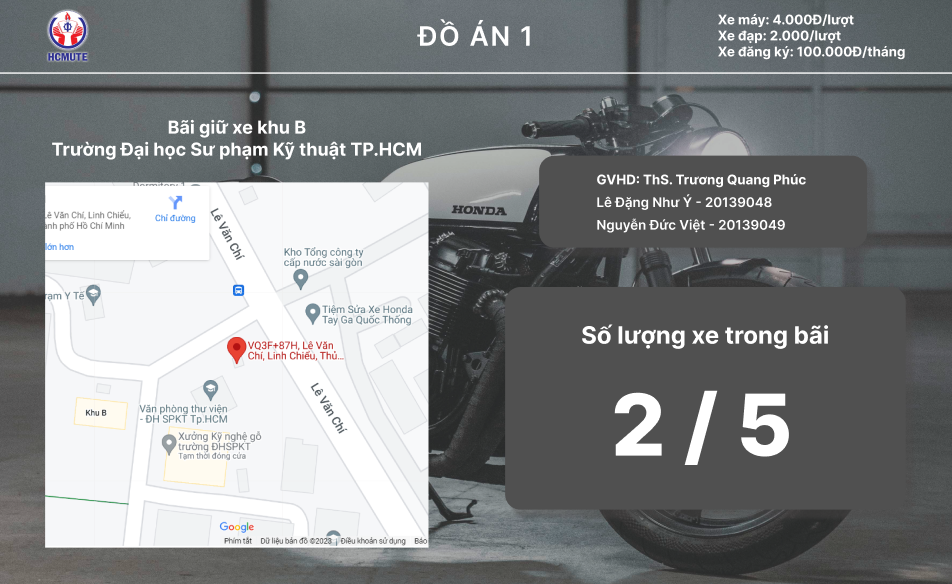 HCMUTE
ĐỒ ÁN 1
Xe máy: 4.000Đ/lượt
Xe đạp: 2.000/lượt
Xe đăng ký: 100.000Đ/tháng
Bãi giữ xe khu B
Trường Đại học Sư phạm Kỹ thuật TP.HCM
GVHD: ThS. Trương Quang Phúc
Lê Đặng Như Ý - 20139048
Nguyễn Đức Việt - 20139049
HONDA
Số lượng xe trong bãi
2 / 5
Dormitory 1
Lê Văn Chí, Linh Chiểu,
ành phố Hồ Chí Minh
Chỉ đường
lớn hơn
Lê Văn Chí
Kho Tổng công ty
cấp nước sài gòn
rạm Y Tế
Tiệm Sửa Xe Honda
Tay Ga Quốc Thống
VQ3F+87H, Lê Văn
Chí, Linh Chiểu, Thủ...
Lê Văn Chí
Khu B
Văn phòng thư viện
- ĐH SPKT Tp.HCM
Xưởng Kỹ nghệ gỗ
trường ĐHSPKT
Tạm thời đóng cửa
Google
Phím tắt
Dữ liệu bản đồ ©2023
Điều khoản sử dụng
Báo